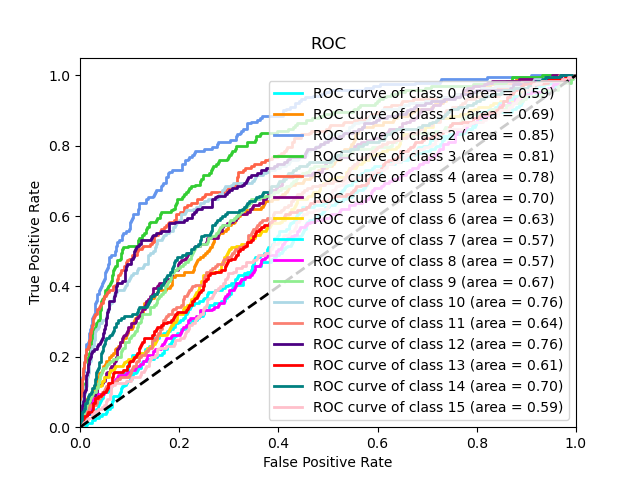 ROC
1.0
0.8
0.6
0.4
0.2
0.0
True Positive Rate
ROC curve of class 0 (area = 0.59)
ROC curve of class 1 (area = 0.69)
ROC curve of class 2 (area = 0.85)
ROC curve of class 3 (area = 0.81)
ROC curve of class 4 (area = 0.78)
ROC curve of class 5 (area = 0.70)
ROC curve of class 6 (area = 0.63)
ROC curve of class 7 (area = 0.57)
ROC curve of class 8 (area = 0.57)
ROC curve of class 9 (area = 0.67)
ROC curve of class 10 (area = 0.76)
ROC curve of class 11 (area = 0.64)
ROC curve of class 12 (area = 0.76)
ROC curve of class 13 (area = 0.61)
ROC curve of class 14 (area = 0.70)
ROC curve of class 15 (area = 0.59)
0.0 0.2 0.4 0.6 0.8 1.0
False Positive Rate